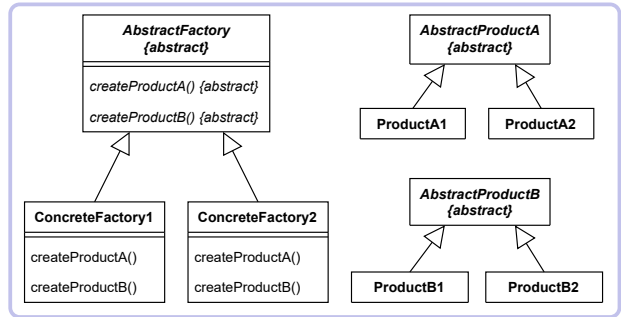 AbstractFactory
{abstract}
createProductA() {abstract}
createProductB() {abstract}
ConcreteFactory1
createProductA()
createProductB()
ConcreteFactory2
createProductA()
createProductB()
AbstractProductA
{abstract}
ProductA1
ProductA2
AbstractProductB
{abstract}
ProductB1
ProductB2